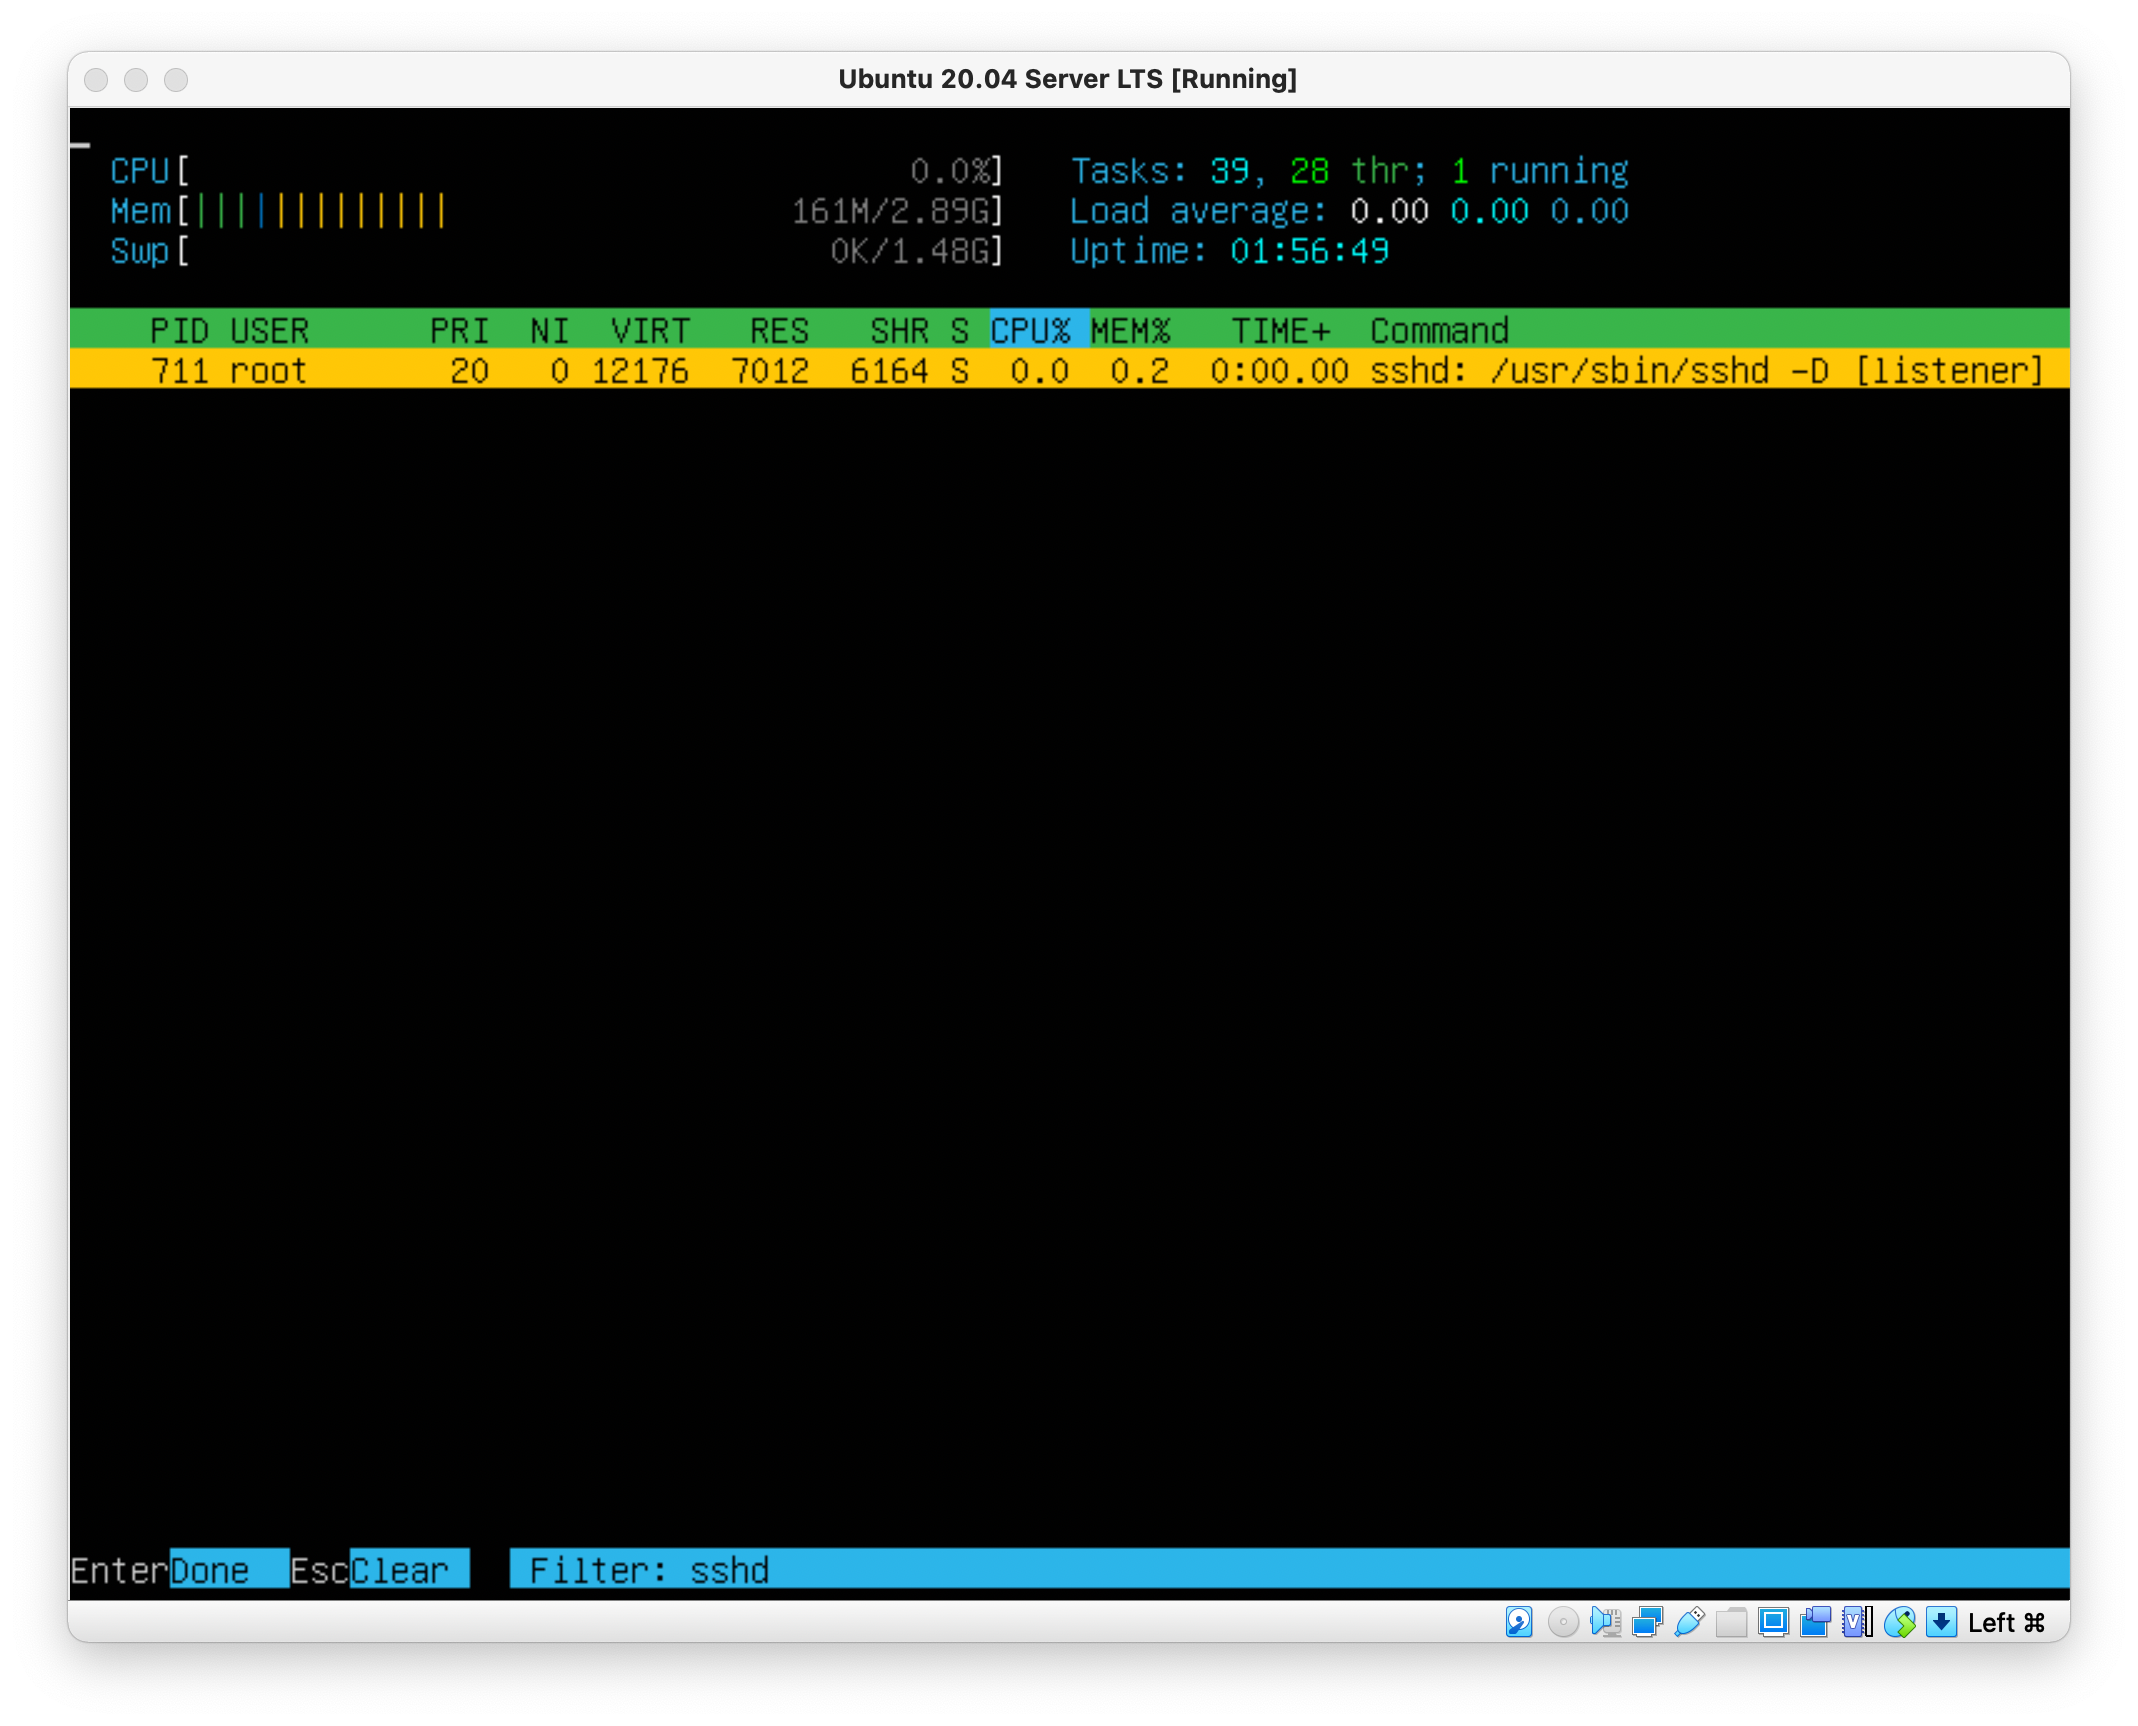 Ubuntu 20.04 Server LTS [Running]
CPU[ 0.0%] Tasks: 39, 28 thr; 1 running
Mem[||||||||||||| 161M/2.89G] Load average: 0.00 0.00 0.00
Swp[ 0K/1.48G] Uptime: 01:56:49
PID USER PRI NI VIRT RES SHR S CPU% MEM% TIME+ Command
711 root 20 0 12176 7012 6164 S 0.0 0.2 0:00.00 sshd: /usr/sbin/sshd -D [listener]
EnterDone EscClear Filter: sshd
Left ⌘